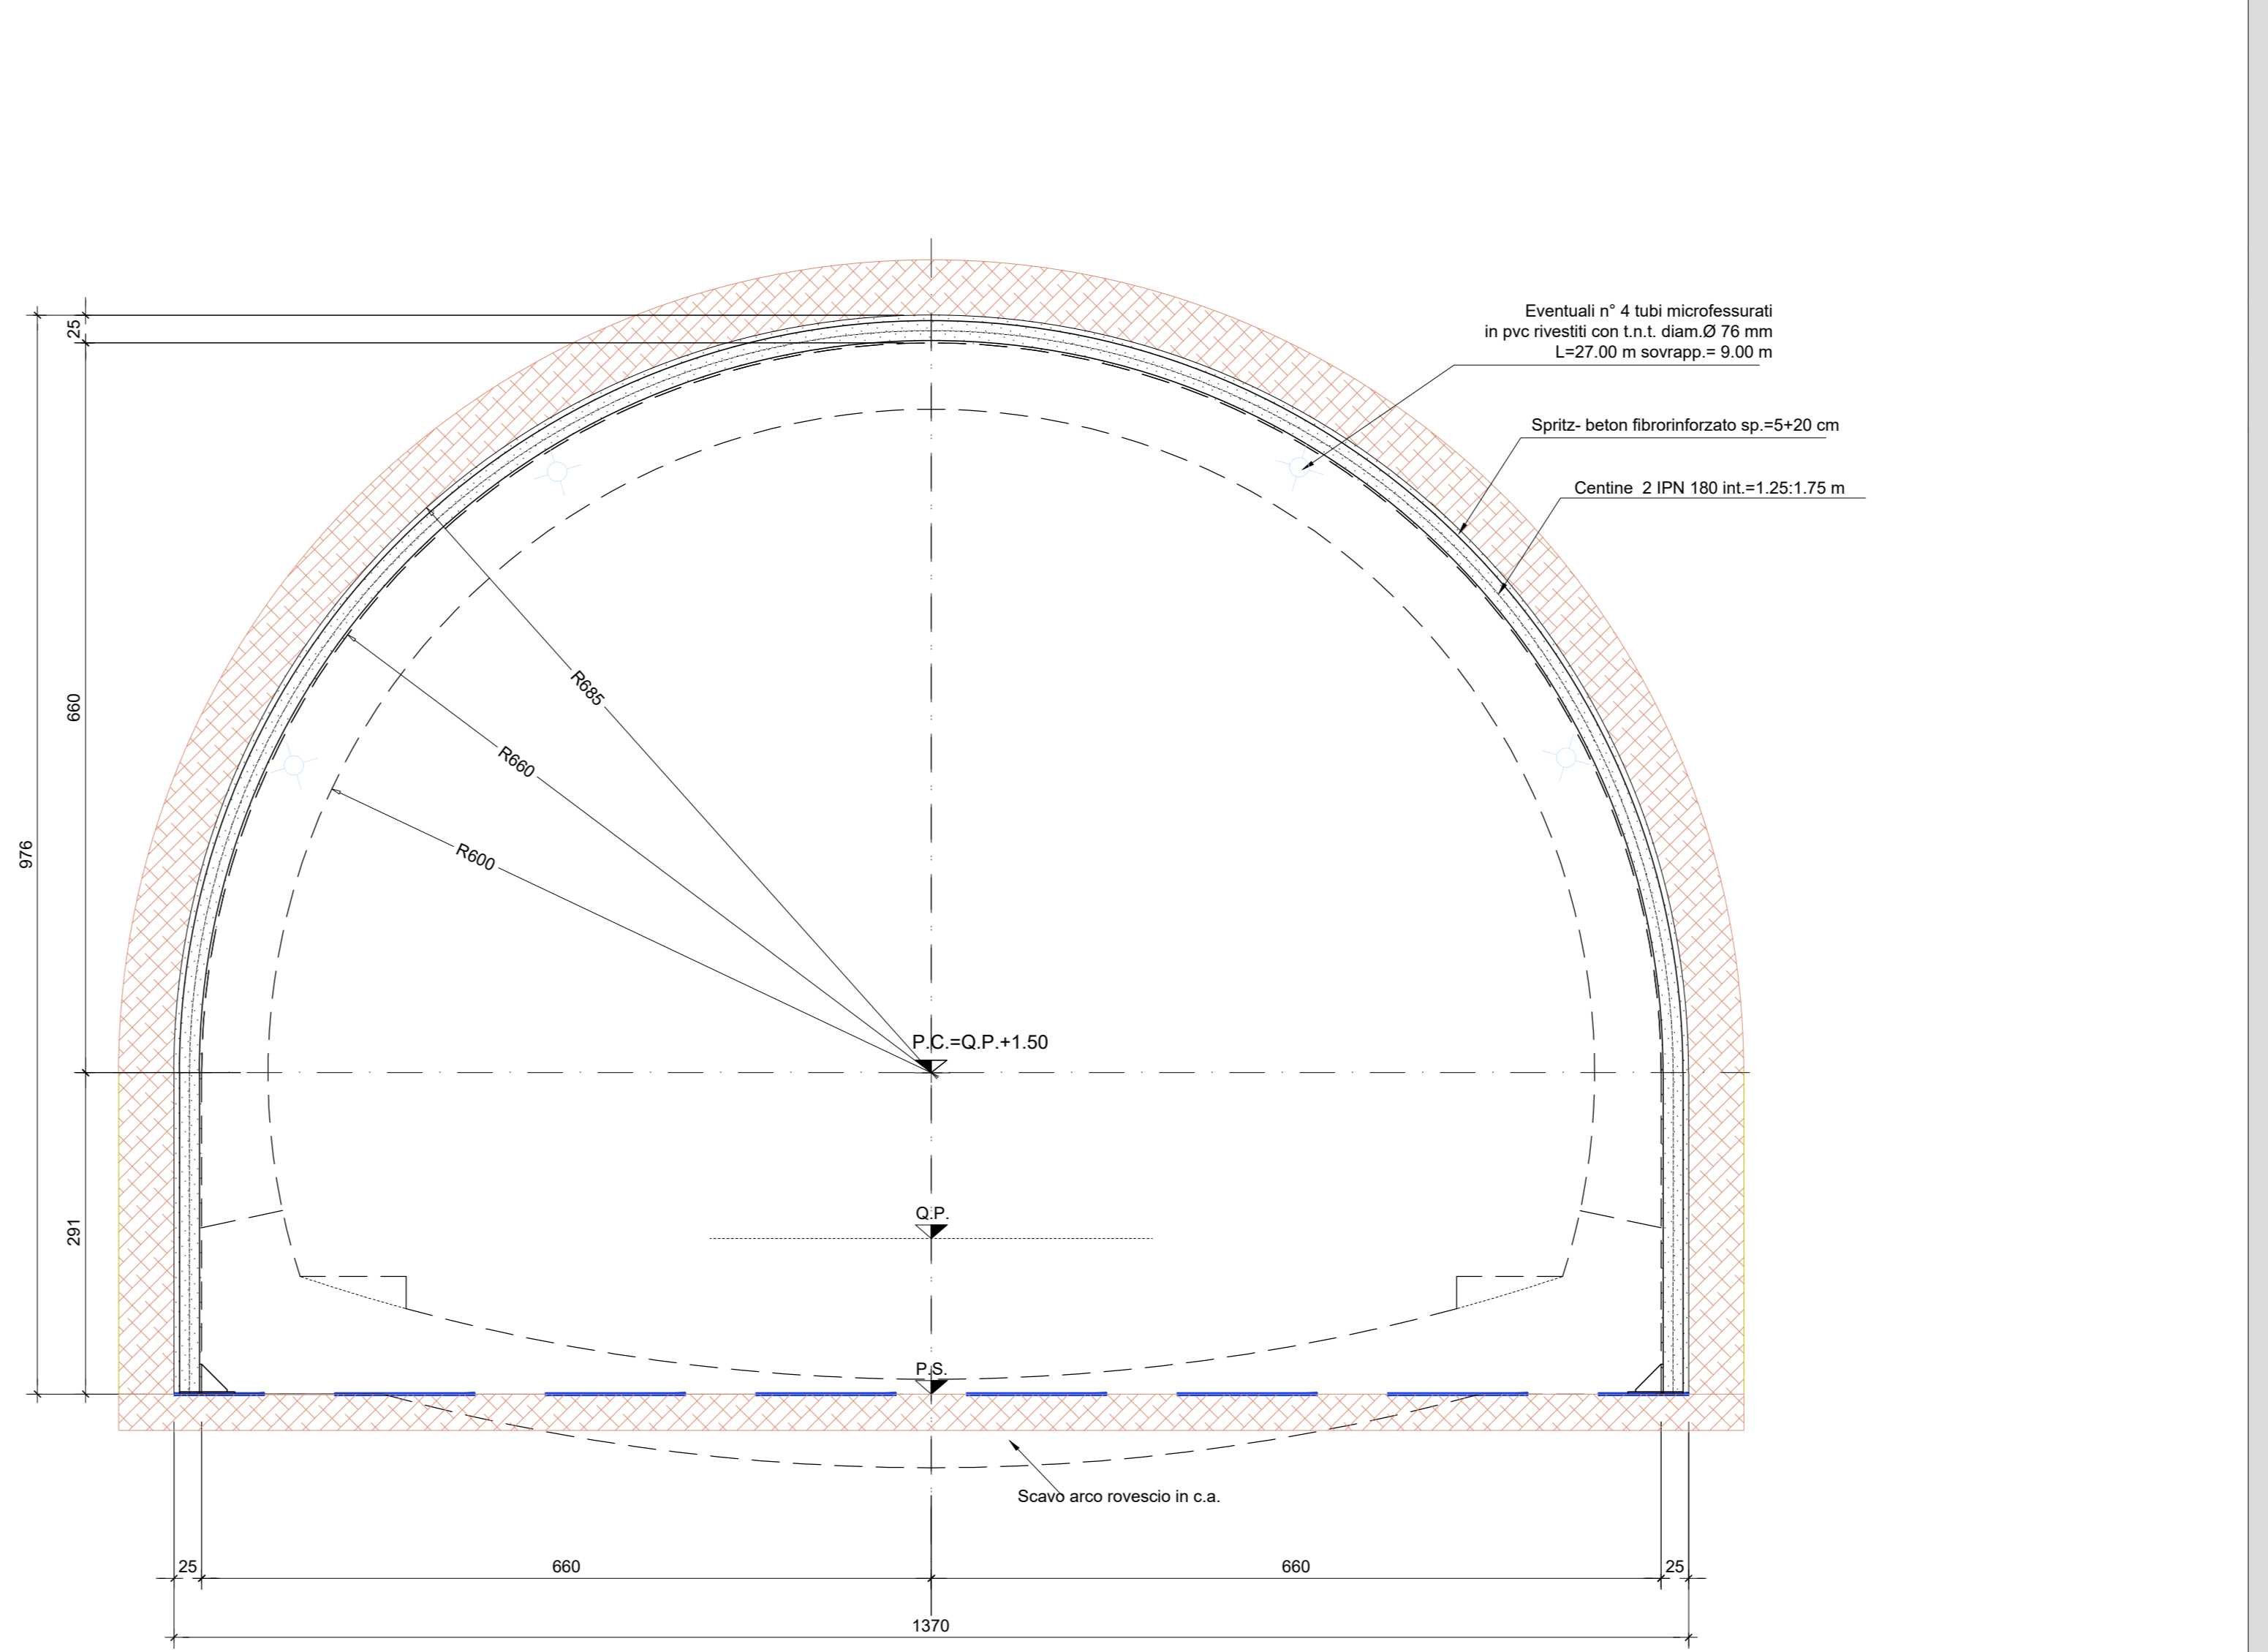 Eventuali n° 4 tubi microfessurati
in pvc rivestiti con t.n.t. diam.Ø 76 mm
L=27.00 m sovrapp.= 9.00 m
25
Spritz- beton fibrorinforzato sp.=5+20 cm
Centine 2 IPN 180 int.=1.25:1.75 m
R685
660
R660
976
R600
P.C.=Q.P.+1.50
Q.P.
291
P.S.
Scavo arco rovescio in c.a.
25
660
660
25
1370